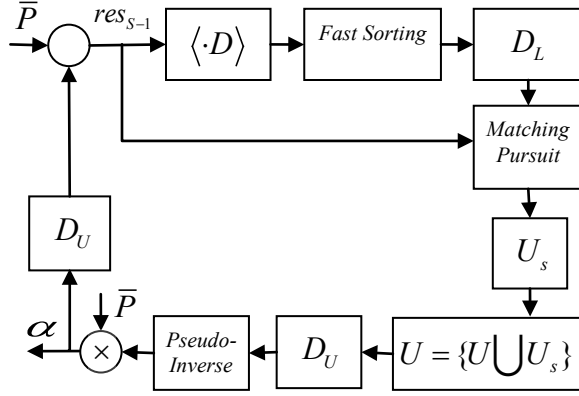 P̅ res_{S−1} ⟨·D⟩ Fast Sorting D_L
Matching
Pursuit
D_U U_s
P̅
α × Pseudo-
Inverse D_U U = {U⋃U_s}